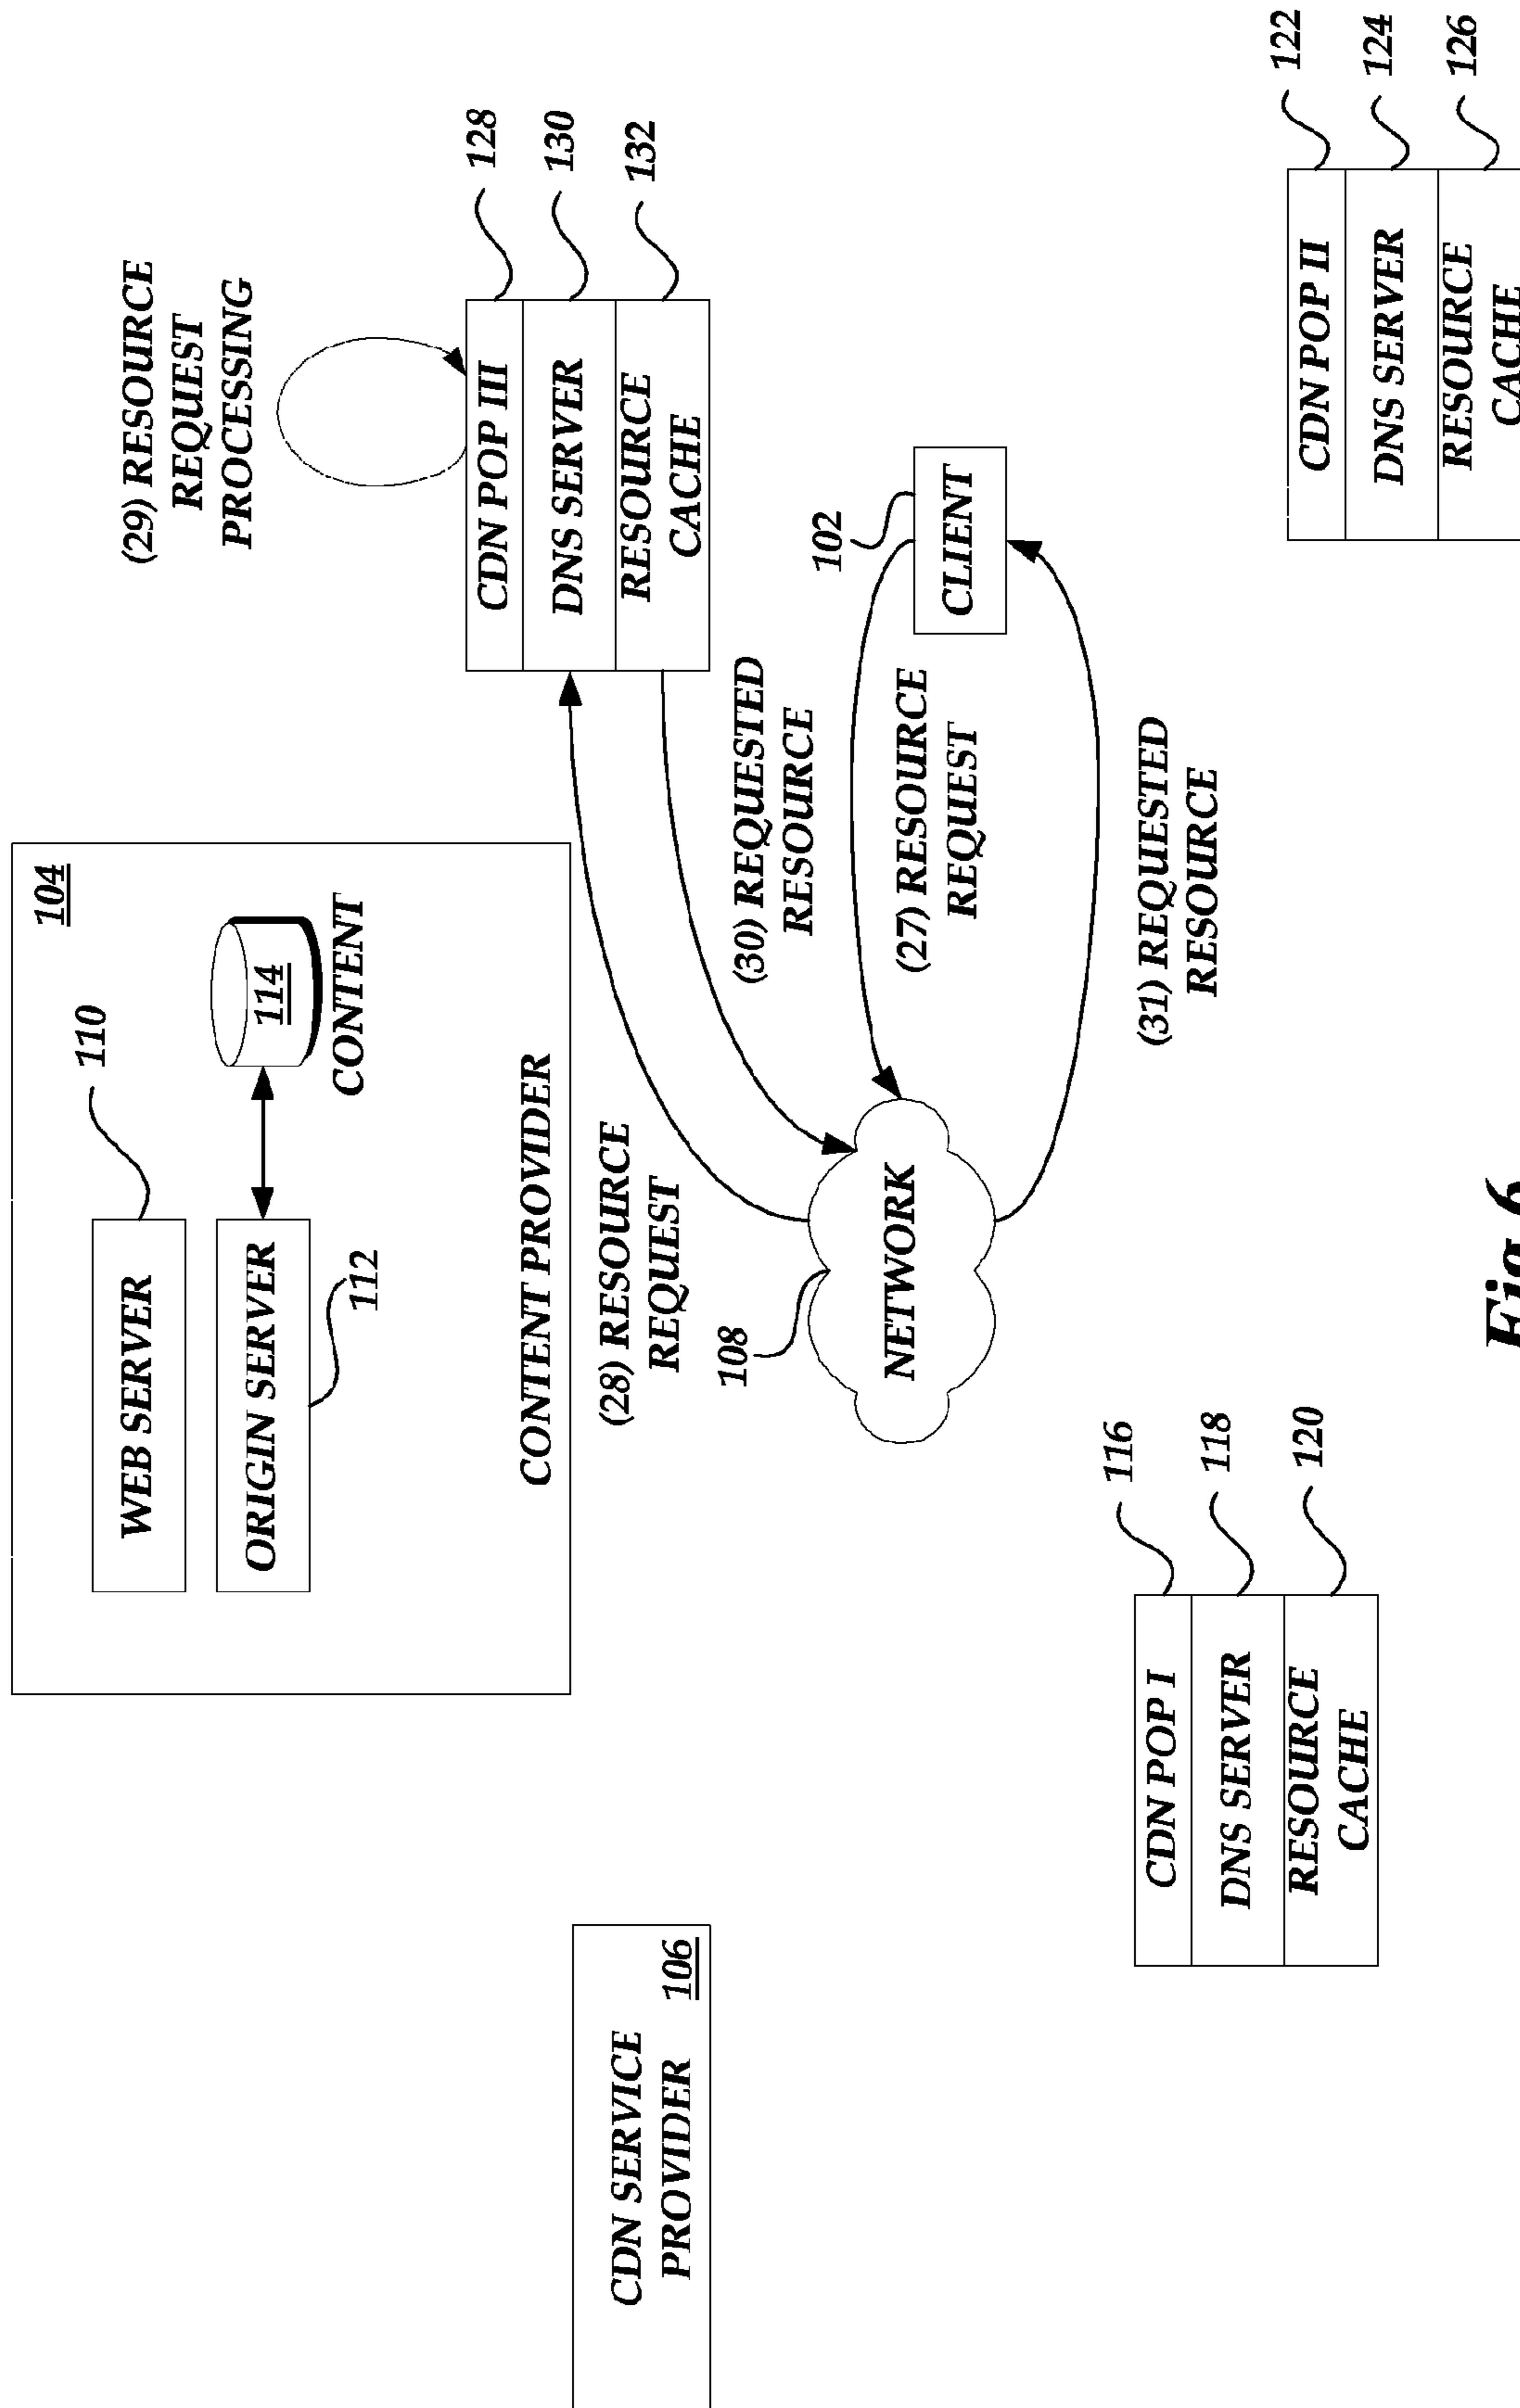 104
110
WEB SERVER
ORIGIN SERVER
114
CONTENT
112
CONTENT PROVIDER
(29) RESOURCE
REQUEST
PROCESSING
CDN POP III
128
DNS SERVER
130
RESOURCE
CACHE
132
CDN SERVICE
PROVIDER
106
(28) RESOURCE
REQUEST
(30) REQUESTED
RESOURCE
102
CLIENT
(27) RESOURCE
REQUEST
108
NETWORK
(31) REQUESTED
RESOURCE
CDN POP I
116
DNS SERVER
118
RESOURCE
CACHE
120
CDN POP II
122
DNS SERVER
124
RESOURCE
CACHE
126
Fig.6.